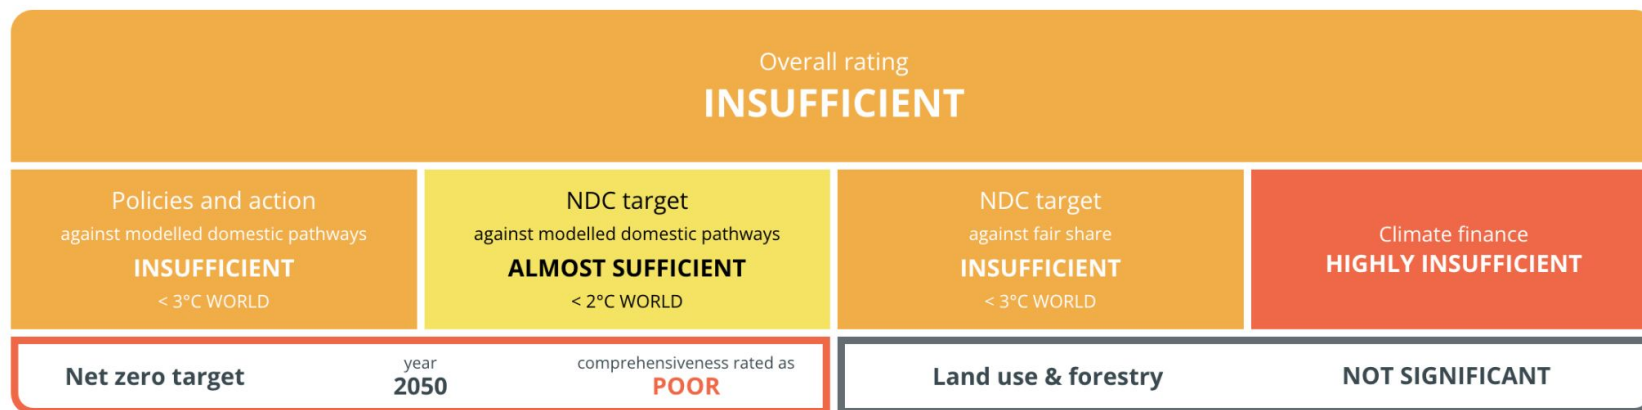 Overall rating
INSUFFICIENT
Policies and action
against modelled domestic pathways
INSUFFICIENT
< 3°C WORLD
NDC target
against modelled domestic pathways
ALMOST SUFFICIENT
< 2°C WORLD
NDC target
against fair share
INSUFFICIENT
< 3°C WORLD
Climate finance
HIGHLY INSUFFICIENT
Net zero target
year
2050
comprehensiveness rated as
POOR
Land use & forestry
NOT SIGNIFICANT